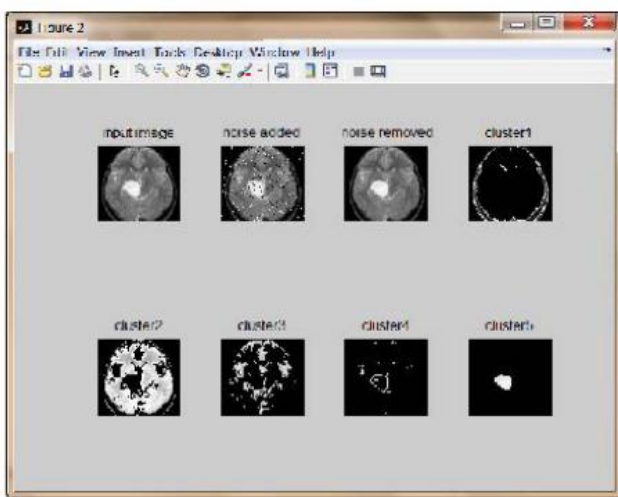 Figure 2
File Edit View Insert Tools Desktop Window Help
input image noise added noise removed cluster1
cluster2 cluster3 cluster4 cluster5